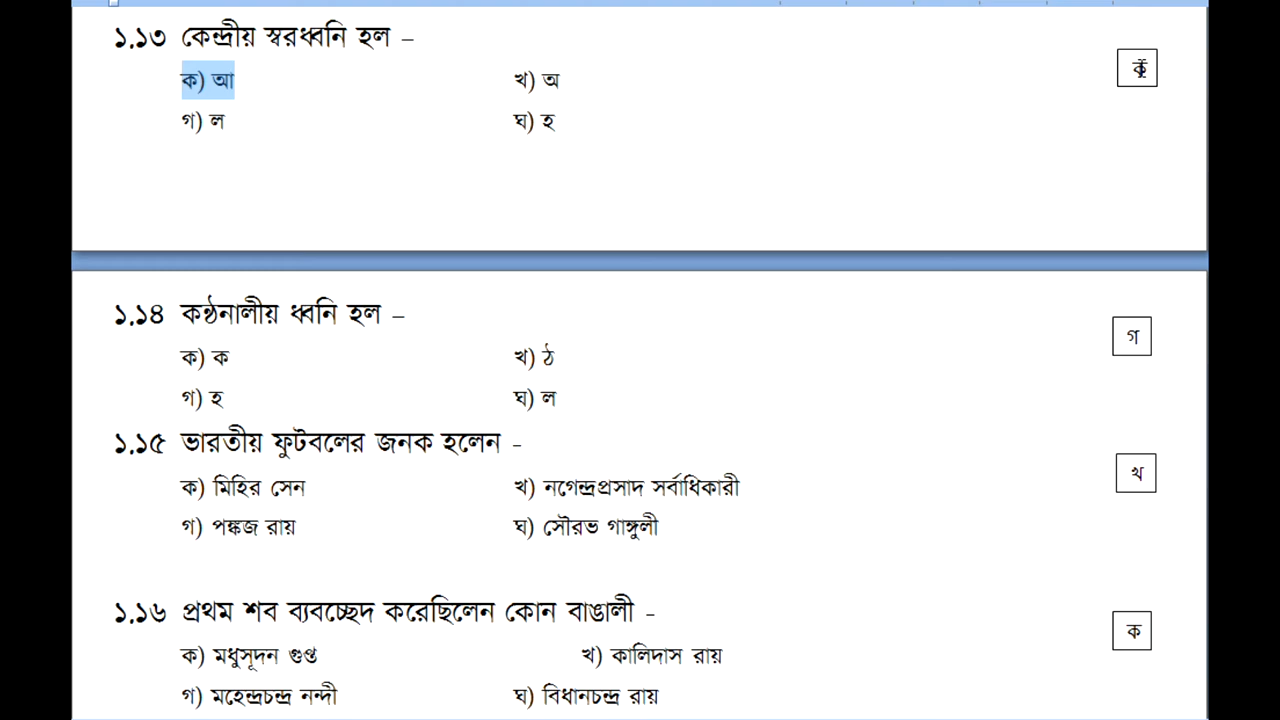 ১.১৩ কেন্দ্রীয় স্বরধ্বনি হল –
ক) আ খ) অ
ক
গ) ল ঘ) হ
১.১৪ কন্ঠনালীয় ধ্বনি হল –
গ
ক) ক খ) ঠ
গ) হ ঘ) ল
১.১৫ ভারতীয় ফুটবলের জনক হলেন -
খ
ক) মিহির সেন খ) নগেন্দ্রপ্রসাদ সর্বাধিকারী
গ) পঙ্কজ রায় ঘ) সৌরভ গাঙ্গুলী
১.১৬ প্রথম শব ব্যবচ্ছেদ করেছিলেন কোন বাঙালী -
ক
ক) মধুসূদন গুপ্ত খ) কালিদাস রায়
গ) মহেন্দ্রচন্দ্র নন্দী ঘ) বিধানচন্দ্র রায়